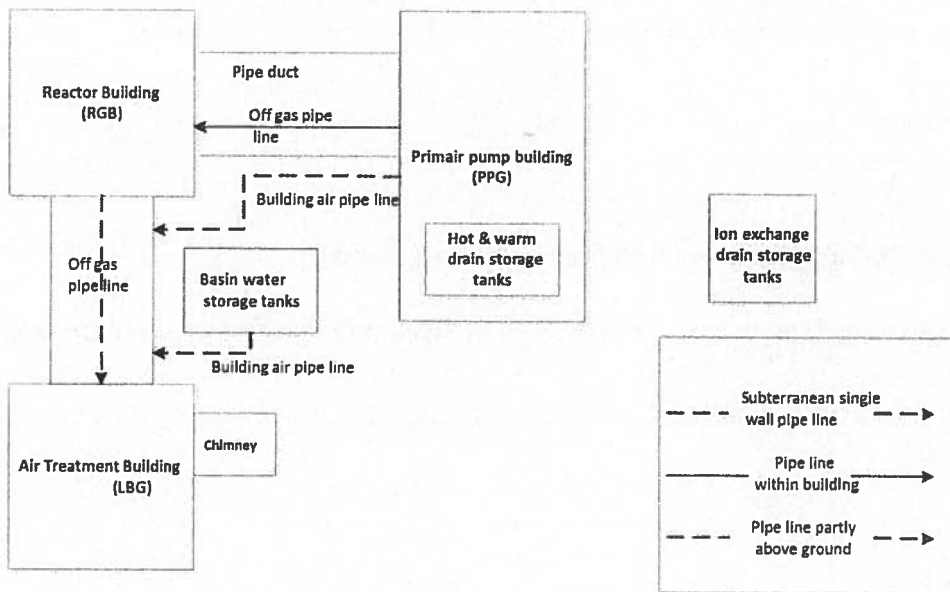 Reactor Building
(RGB)
Pipe duct
Off gas pipe
line
Primair pump building
(PPG)
Building air pipe line
Hot & warm
drain storage
tanks
Ion exchange
drain storage
tanks
Off gas
pipe line
Basin water
storage tanks
Building air pipe line
Air Treatment Building
(LBG)
Chimney
Subterranean single
wall pipe line
Pipe line
within building
Pipe line partly
above ground